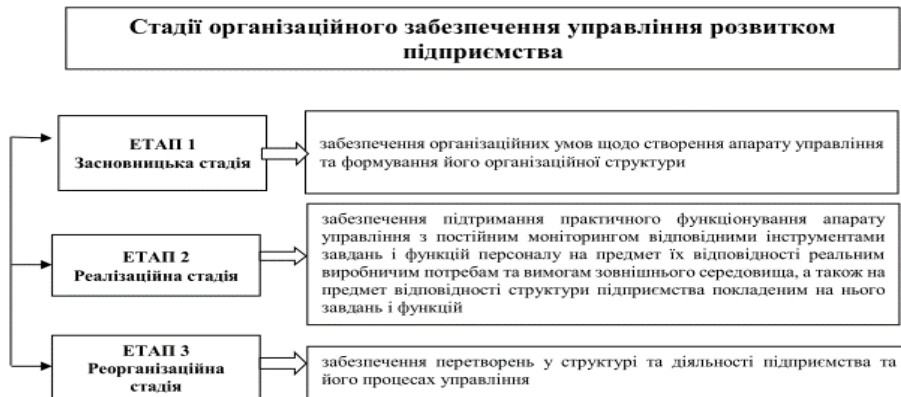 Стадії організаційного забезпечення управління розвитком
підприємства
ЕТАП 1
Засновницька стадія
забезпечення організаційних умов щодо створення апарату управління
та формування його організаційної структури
ЕТАП 2
Реалізаційна стадія
забезпечення підтримання практичного функціонування апарату
управління з постійним моніторингом відповідними інструментами
завдань і функцій персоналу на предмет їх відповідності реальним
виробничим потребам та вимогам зовнішнього середовища, а також на
предмет відповідності структури підприємства покладеним на нього
завдань і функцій
ЕТАП 3
Реорганізаційна
стадія
забезпечення перетворень у структурі та діяльності підприємства та
його процесах управління